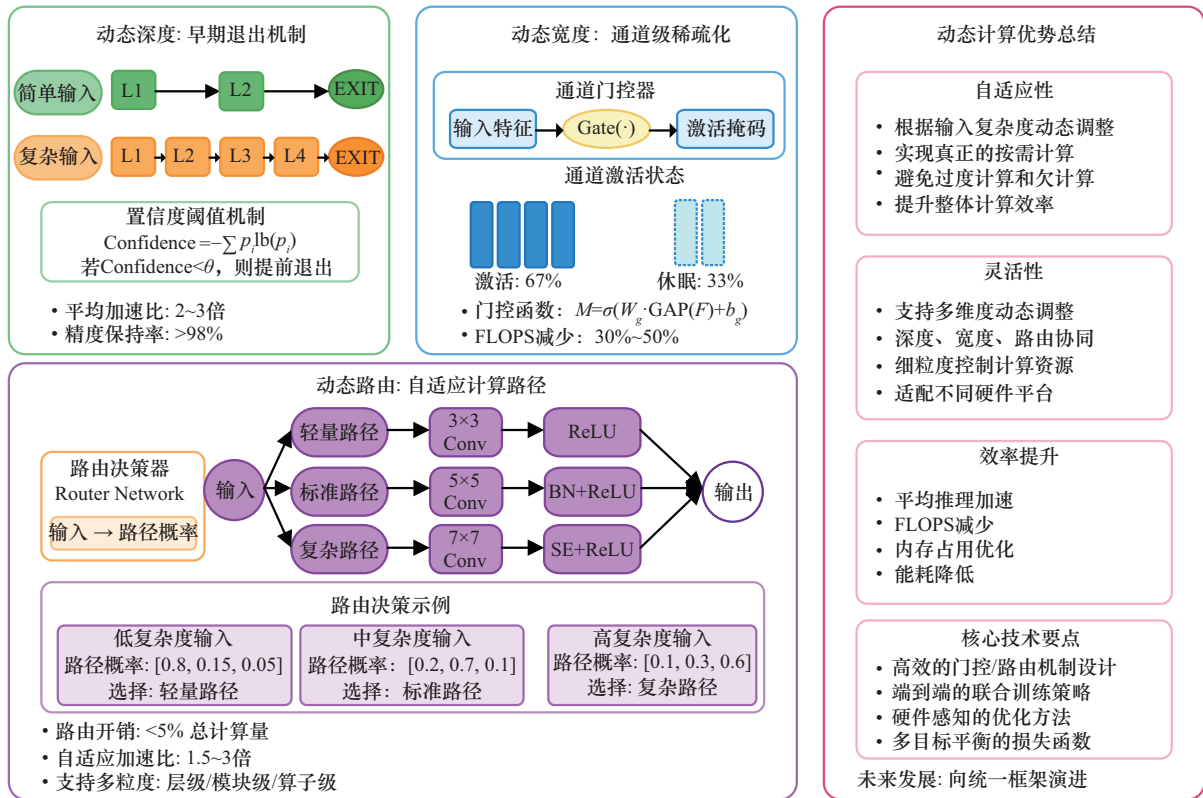 动态深度: 早期退出机制
简单输入 L1 L2 EXIT
复杂输入 L1 L2 L3 L4 EXIT
置信度阈值机制
Confidence =−∑ p_i lb(p_i)
若Confidence<θ，则提前退出
• 平均加速比: 2~3倍
• 精度保持率: >98%
动态宽度：通道级稀疏化
通道门控器
输入特征 Gate(·) 激活掩码
通道激活状态
激活: 67% 休眠: 33%
• 门控函数：M=σ(W_g·GAP(F)+b_g)
• FLOPS减少：30%~50%
动态路由: 自适应计算路径
路由决策器
Router Network
输入 → 路径概率
输入
轻量路径 3×3 Conv ReLU
标准路径 5×5 Conv BN+ReLU
复杂路径 7×7 Conv SE+ReLU
输出
路由决策示例
低复杂度输入
路径概率: [0.8, 0.15, 0.05]
选择: 轻量路径
中复杂度输入
路径概率：[0.2, 0.7, 0.1]
选择：标准路径
高复杂度输入
路径概率: [0.1, 0.3, 0.6]
选择: 复杂路径
• 路由开销: <5% 总计算量
• 自适应加速比: 1.5~3倍
• 支持多粒度: 层级/模块级/算子级
动态计算优势总结
自适应性
• 根据输入复杂度动态调整
• 实现真正的按需计算
• 避免过度计算和欠计算
• 提升整体计算效率
灵活性
• 支持多维度动态调整
• 深度、宽度、路由协同
• 细粒度控制计算资源
• 适配不同硬件平台
效率提升
• 平均推理加速
• FLOPS减少
• 内存占用优化
• 能耗降低
核心技术要点
• 高效的门控/路由机制设计
• 端到端的联合训练策略
• 硬件感知的优化方法
• 多目标平衡的损失函数
未来发展: 向统一框架演进